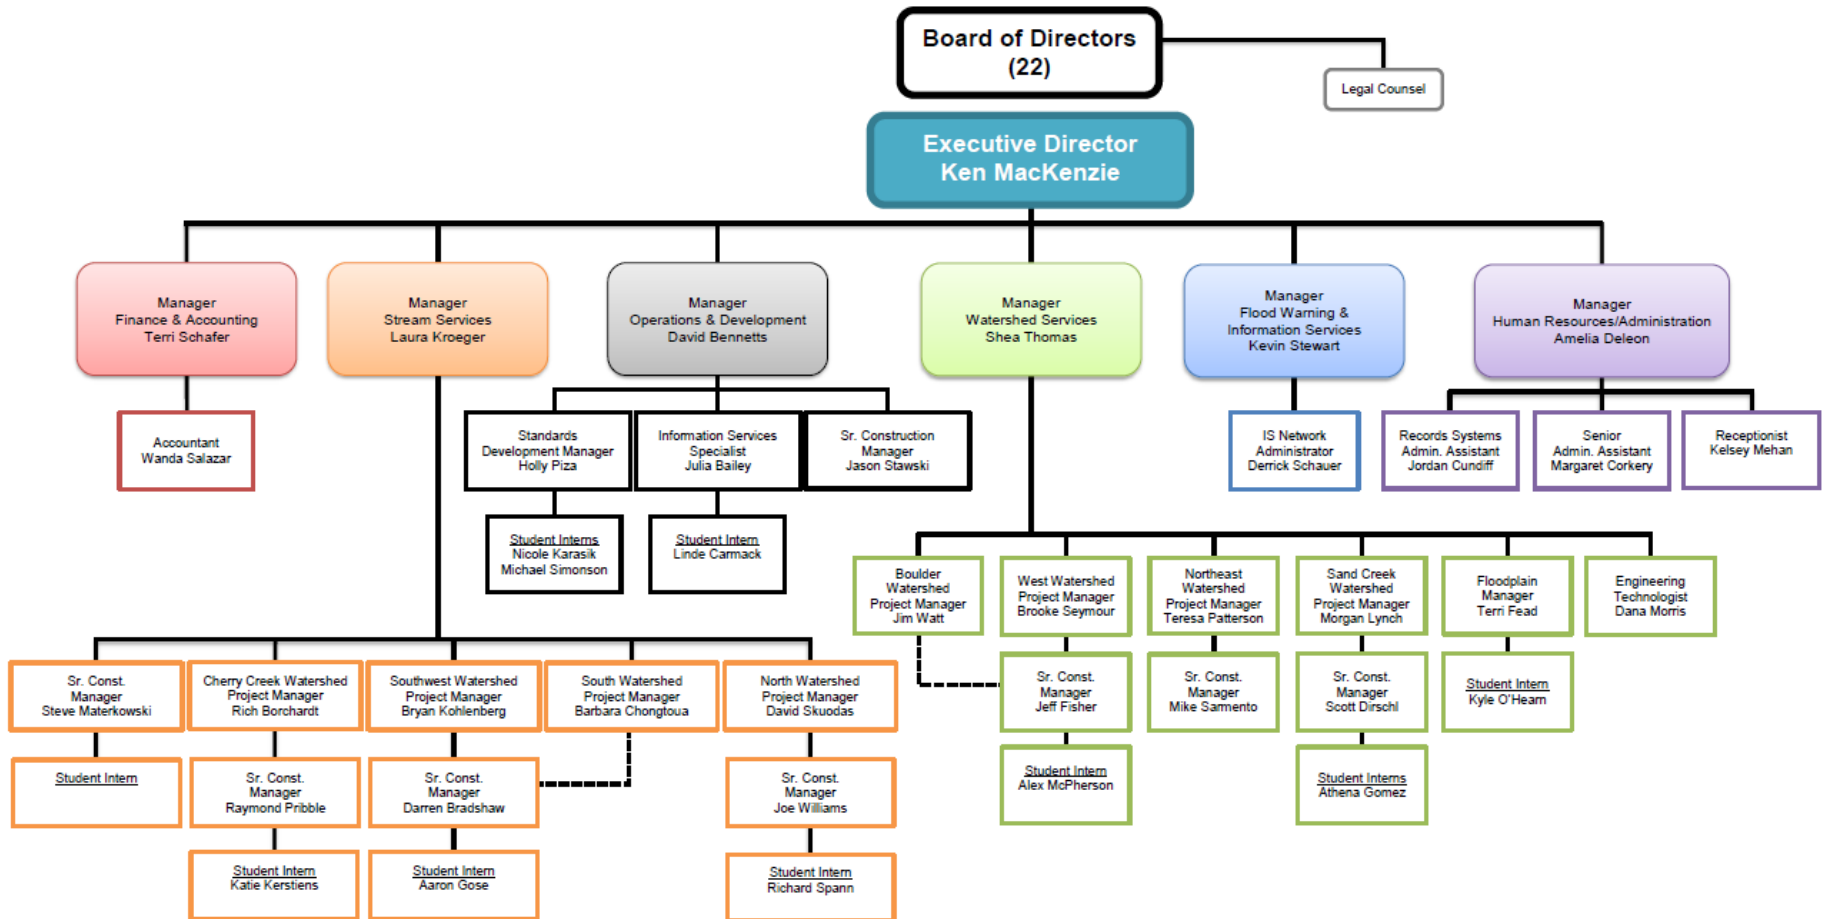 Board of Directors
(22)
Legal Counsel
Executive Director
Ken MacKenzie
Manager
Finance & Accounting
Terri Schafer
Manager
Stream Services
Laura Kroeger
Manager
Operations & Development
David Bennetts
Manager
Watershed Services
Shea Thomas
Manager
Flood Warning &
Information Services
Kevin Stewart
Manager
Human Resources/Administration
Amelia Deleon
Accountant
Wanda Salazar
Standards
Development Manager
Holly Piza
Information Services
Specialist
Julia Bailey
Sr. Construction
Manager
Jason Stawski
IS Network
Administrator
Derrick Schauer
Records Systems
Admin. Assistant
Jordan Cundiff
Senior
Admin. Assistant
Margaret Corkery
Receptionist
Kelsey Mehan
Student Interns
Nicole Karasik
Michael Simonson
Student Intern
Linde Carmack
Boulder
Watershed
Project Manager
Jim Watt
West Watershed
Project Manager
Brooke Seymour
Northeast
Watershed
Project Manager
Teresa Patterson
Sand Creek
Watershed
Project Manager
Morgan Lynch
Floodplain
Manager
Terri Fead
Engineering
Technologist
Dana Morris
Sr. Const.
Manager
Steve Materkowski
Cherry Creek Watershed
Project Manager
Rich Borchardt
Southwest Watershed
Project Manager
Bryan Kohlenberg
South Watershed
Project Manager
Barbara Chongtoua
North Watershed
Project Manager
David Skuodas
Sr. Const.
Manager
Jeff Fisher
Sr. Const.
Manager
Mike Sarmento
Sr. Const.
Manager
Scott Dirschl
Student Intern
Kyle O'Hearn
Student Intern
Sr. Const.
Manager
Raymond Pribble
Sr. Const.
Manager
Darren Bradshaw
Sr. Const.
Manager
Joe Williams
Student Intern
Alex McPherson
Student Interns
Athena Gomez
Student Intern
Katie Kerstiens
Student Intern
Aaron Gose
Student Intern
Richard Spann